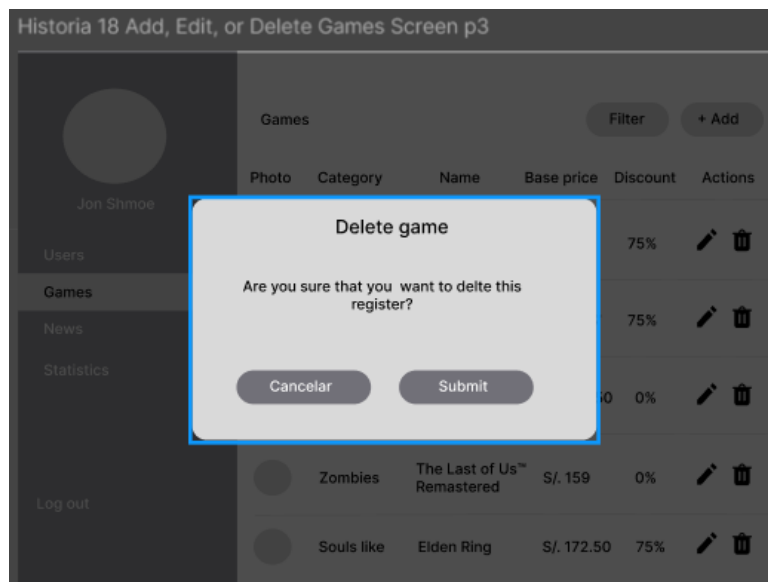 Historia 18 Add, Edit, or Delete Games Screen p3
Jon Shmoe
Users
Games
News
Statistics
Log out
Games
Filter
+ Add
Photo Category Name Base price Discount Actions
75%
75%
50 0%
Zombies The Last of Us™ S/. 159 0%
Remastered
Souls like Elden Ring S/. 172.50 75%
Delete game
Are you sure that you want to delte this
register?
Cancelar Submit